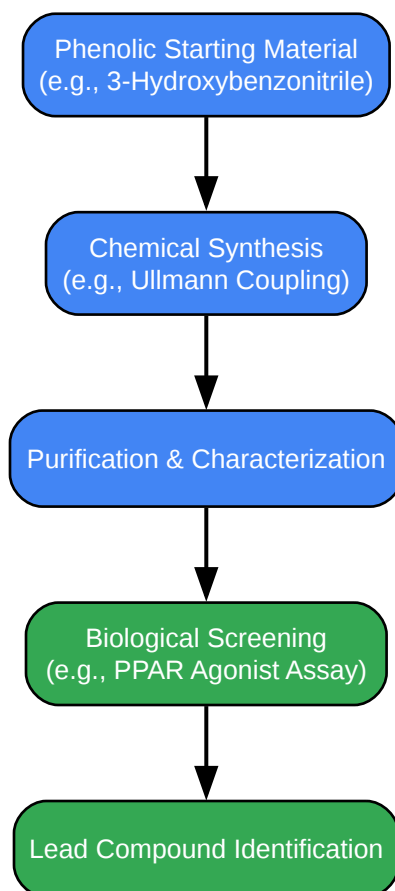 Phenolic Starting Material
(e.g., 3-Hydroxybenzonitrile)
Chemical Synthesis
(e.g., Ullmann Coupling)
Purification & Characterization
Biological Screening
(e.g., PPAR Agonist Assay)
Lead Compound Identification